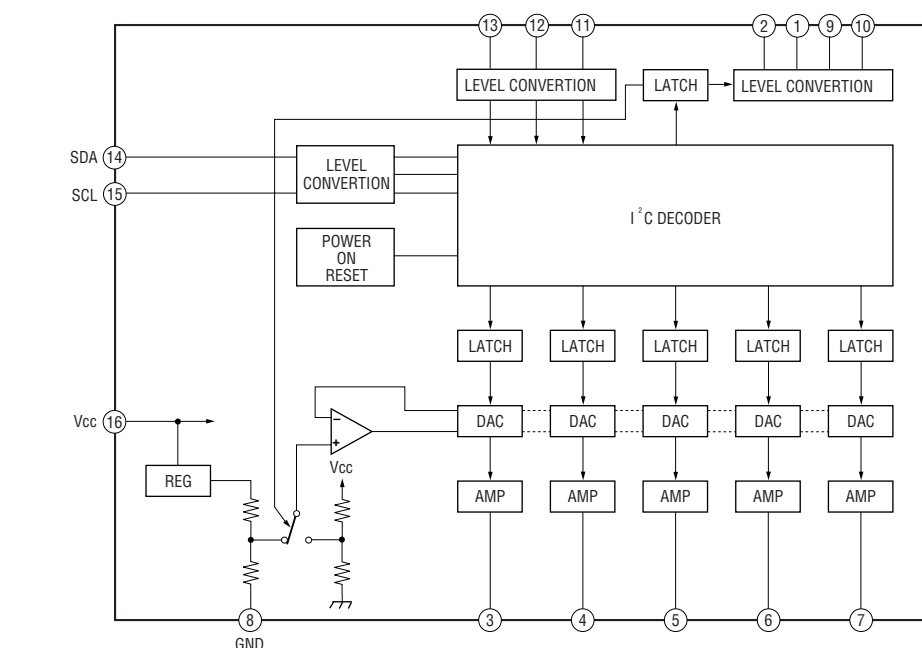 13 12 11 2 1 9 10
LEVEL CONVERTION LATCH LEVEL CONVERTION
SDA 14
SCL 15
LEVEL
CONVERTION
I²C DECODER
POWER
ON
RESET
LATCH LATCH LATCH LATCH LATCH
Vcc 16
− DAC DAC DAC DAC DAC
+
Vcc
REG
AMP AMP AMP AMP AMP
8 3 4 5 6 7
GND